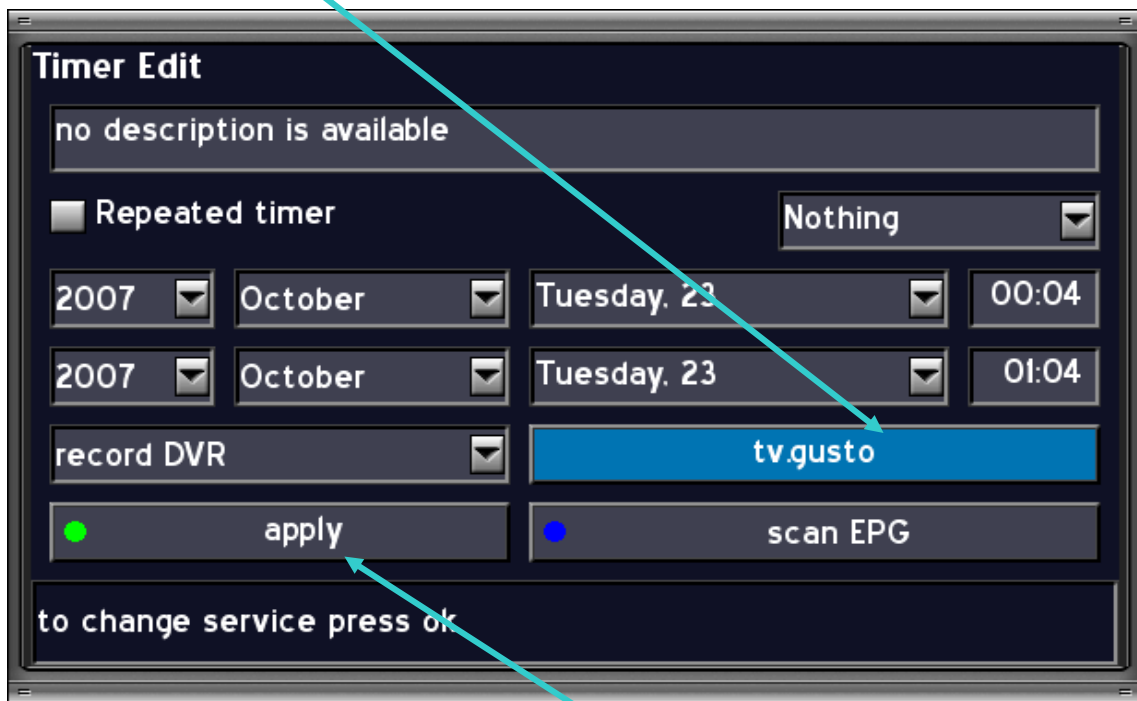 Timer Edit
no description is available
Repeated timer
Nothing
2007 October Tuesday, 23 00:04
2007 October Tuesday, 23 01:04
record DVR tv.gusto
apply scan EPG
to change service press ok